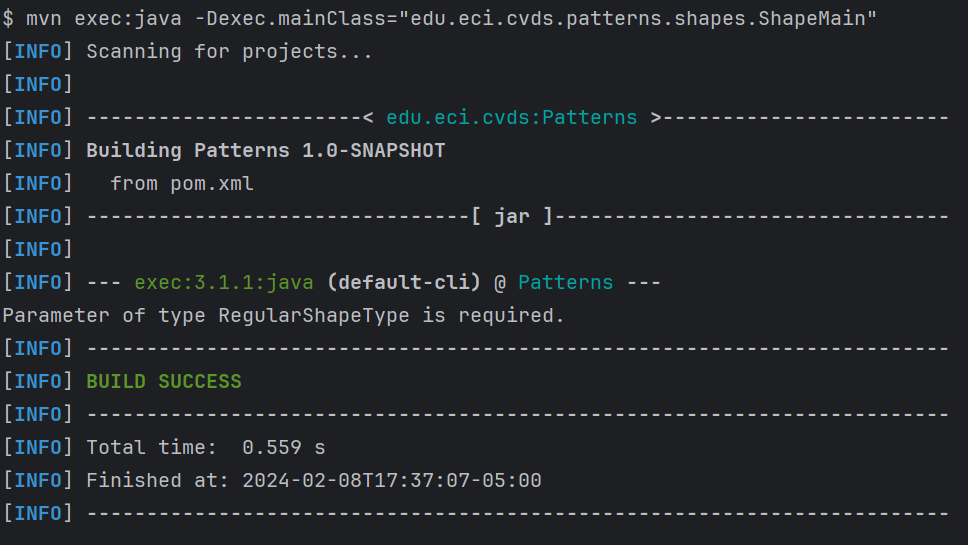 $ mvn exec:java -Dexec.mainClass="edu.eci.cvds.patterns.shapes.ShapeMain"
[INFO] Scanning for projects...
[INFO]
[INFO] -----------------------< edu.eci.cvds:Patterns >------------------------
[INFO] Building Patterns 1.0-SNAPSHOT
[INFO]   from pom.xml
[INFO] --------------------------------[ jar ]---------------------------------
[INFO]
[INFO] --- exec:3.1.1:java (default-cli) @ Patterns ---
Parameter of type RegularShapeType is required.
[INFO] ------------------------------------------------------------------------
[INFO] BUILD SUCCESS
[INFO] ------------------------------------------------------------------------
[INFO] Total time:  0.559 s
[INFO] Finished at: 2024-02-08T17:37:07-05:00
[INFO] ------------------------------------------------------------------------